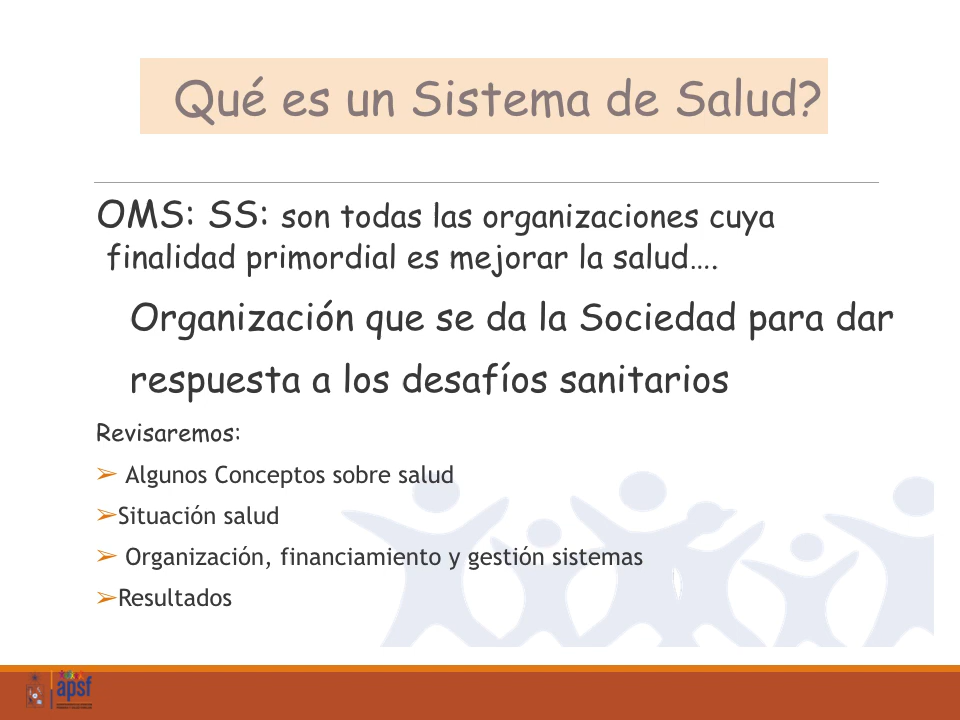 Qué es un Sistema de Salud?
OMS: SS: son todas las organizaciones cuya
finalidad primordial es mejorar la salud….
Organización que se da la Sociedad para dar
respuesta a los desafíos sanitarios
Revisaremos:
➢ Algunos Conceptos sobre salud
➢Situación salud
➢ Organización, financiamiento y gestión sistemas
➢Resultados
apsf